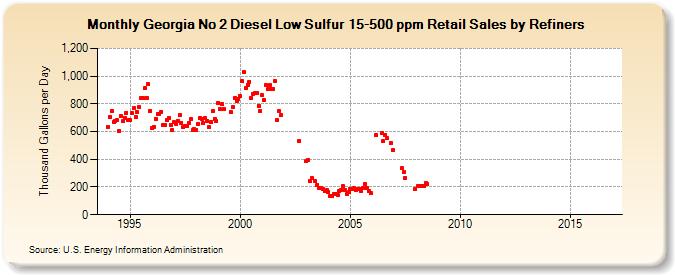 Monthly Georgia No 2 Diesel Low Sulfur 15-500 ppm Retail Sales by Refiners
Thousand Gallons per Day
1,200
1,000
800
600
400
200
0
1995 2000 2005 2010 2015
Source: U.S. Energy Information Administration